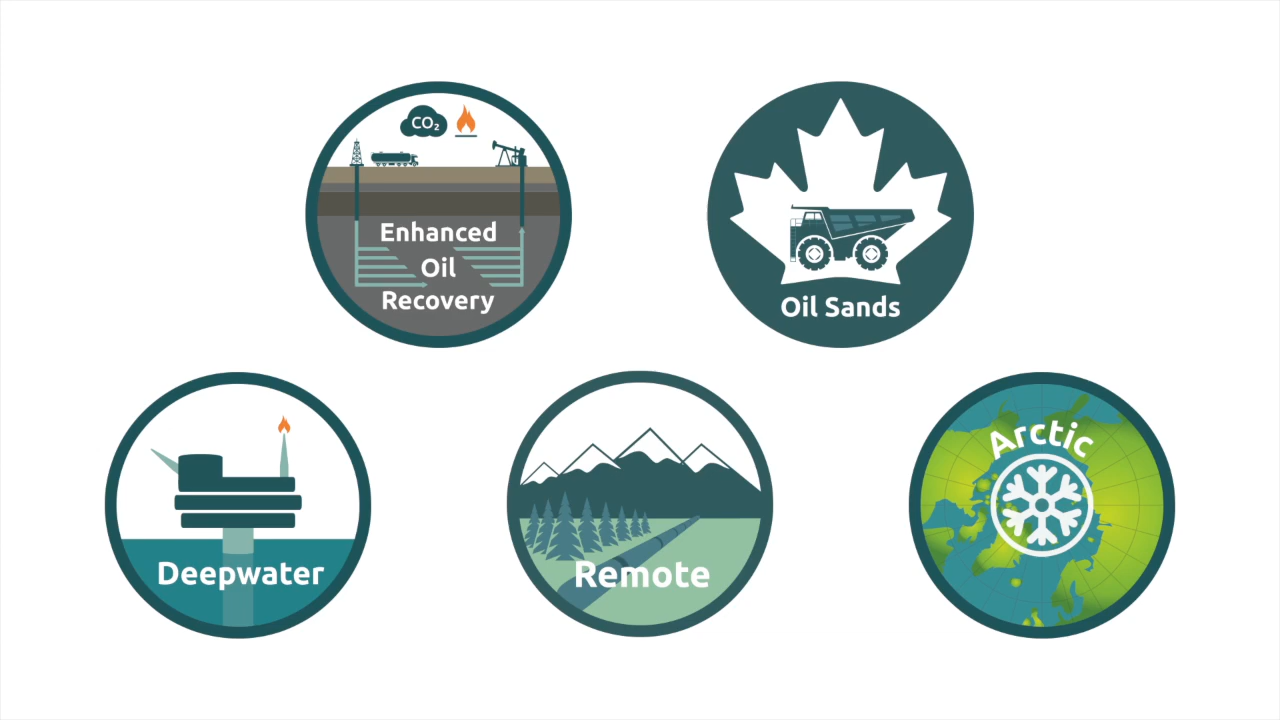 CO₂
Enhanced
Oil
Recovery
Oil Sands
Deepwater
Remote
Arctic